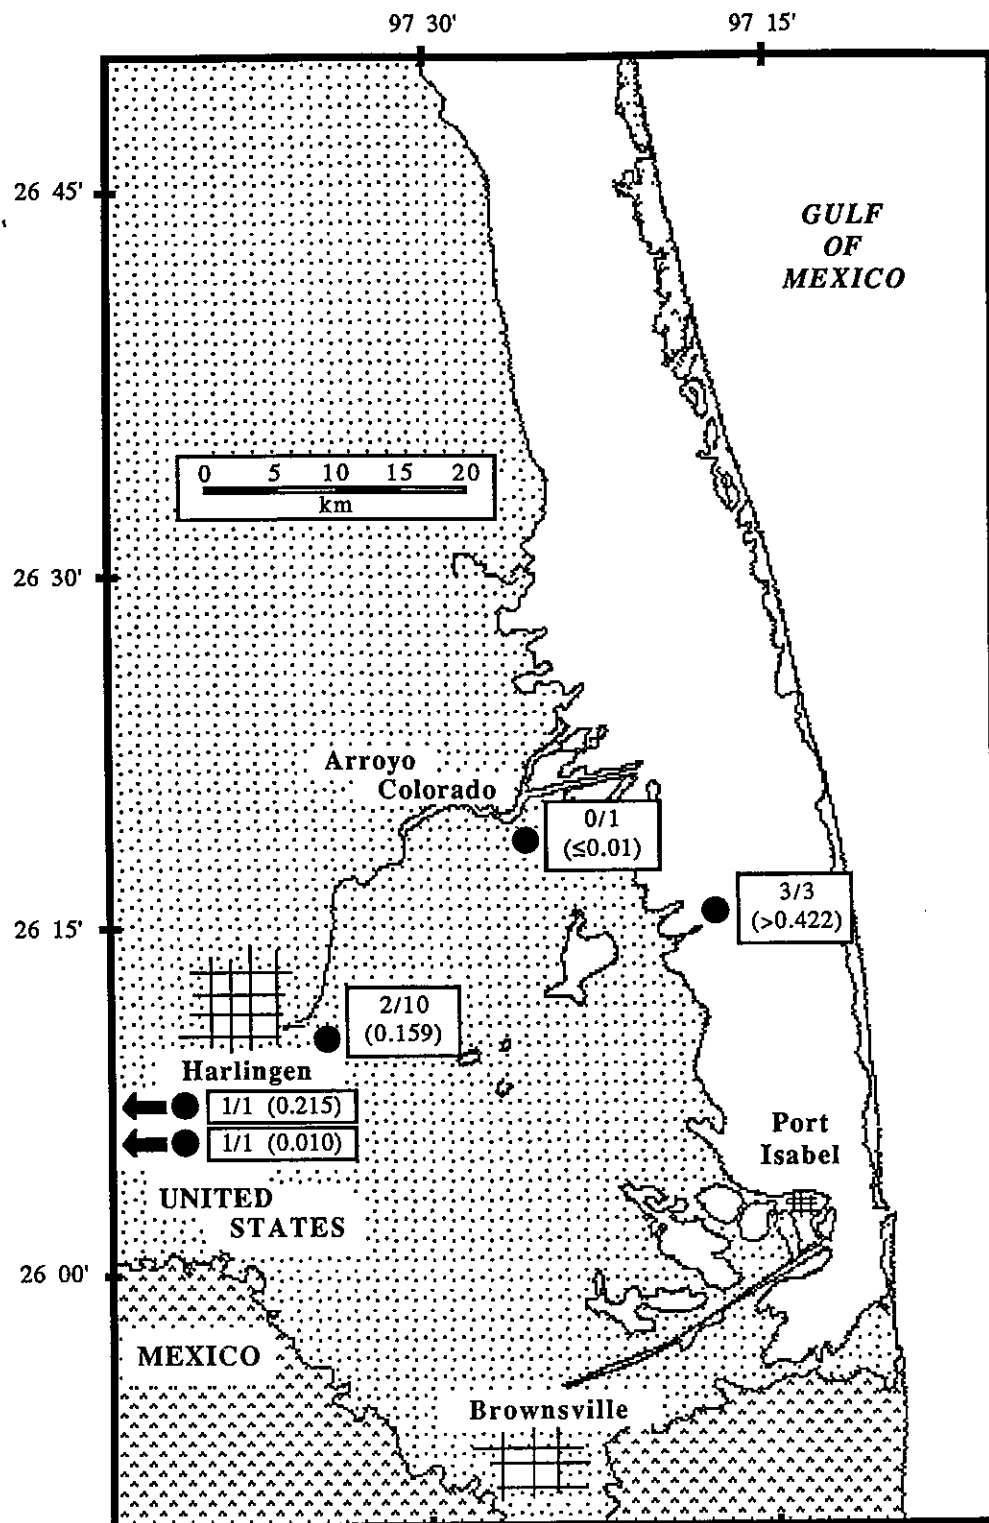 97 30'
97 15'
26 45'
GULF
OF
MEXICO
0 5 10 15 20
km
26 30'
Arroyo
Colorado
0/1
(≤0.01)
3/3
(>0.422)
26 15'
2/10
(0.159)
Harlingen
1/1 (0.215)
1/1 (0.010)
Port
Isabel
UNITED
STATES
26 00'
MEXICO
Brownsville